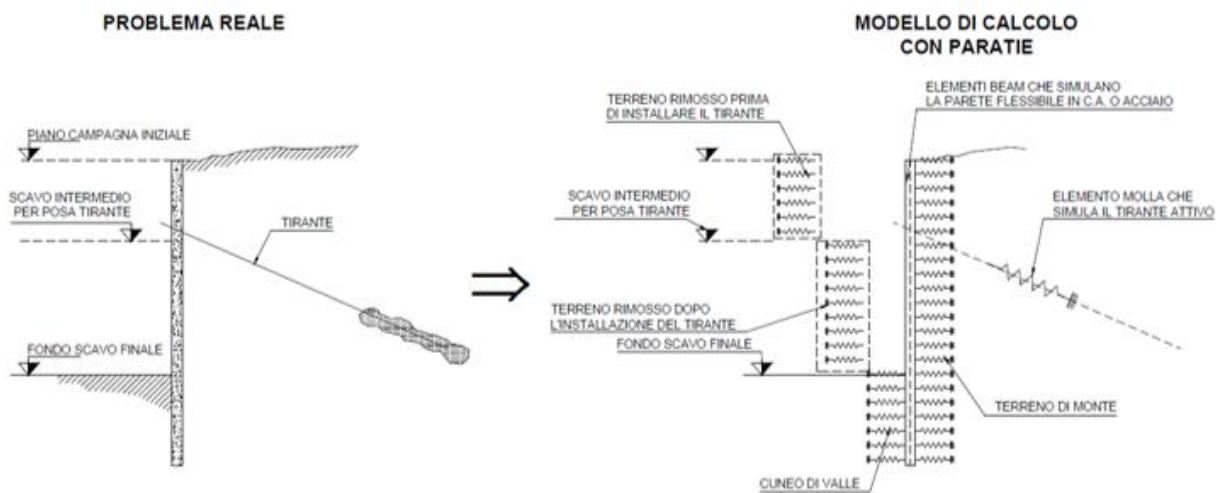 PROBLEMA REALE
PIANO CAMPAGNA INIZIALE
SCAVO INTERMEDIO
PER POSA TIRANTE
TIRANTE
FONDO SCAVO FINALE
MODELLO DI CALCOLO
CON PARATIE
ELEMENTI BEAM CHE SIMULANO
LA PARETE FLESSIBILE IN C.A. O ACCIAIO
TERRENO RIMOSSO PRIMA
DI INSTALLARE IL TIRANTE
SCAVO INTERMEDIO
PER POSA TIRANTE
ELEMENTO MOLLA CHE
SIMULA IL TIRANTE ATTIVO
TERRENO RIMOSSO DOPO
L'INSTALLAZIONE DEL TIRANTE
FONDO SCAVO FINALE
TERRENO DI MONTE
CUNEO DI VALLE